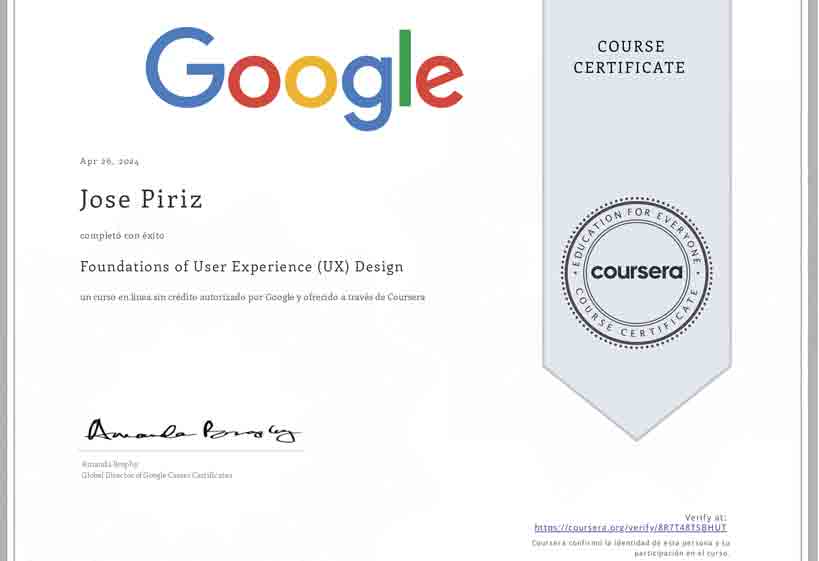 Google
COURSE
CERTIFICATE
Apr 26, 2024
Jose Piriz
completó con éxito
Foundations of User Experience (UX) Design
un curso en línea sin crédito autorizado por Google y ofrecido a través de Coursera
EDUCATION FOR EVERYONE
coursera
COURSE CERTIFICATE
Amanda Brophy
Amanda Brophy
Global Director of Google Career Certificates
Verify at:
https://coursera.org/verify/8R7T48TSBHUT
Coursera confirmó la identidad de esta persona y su
participación en el curso.